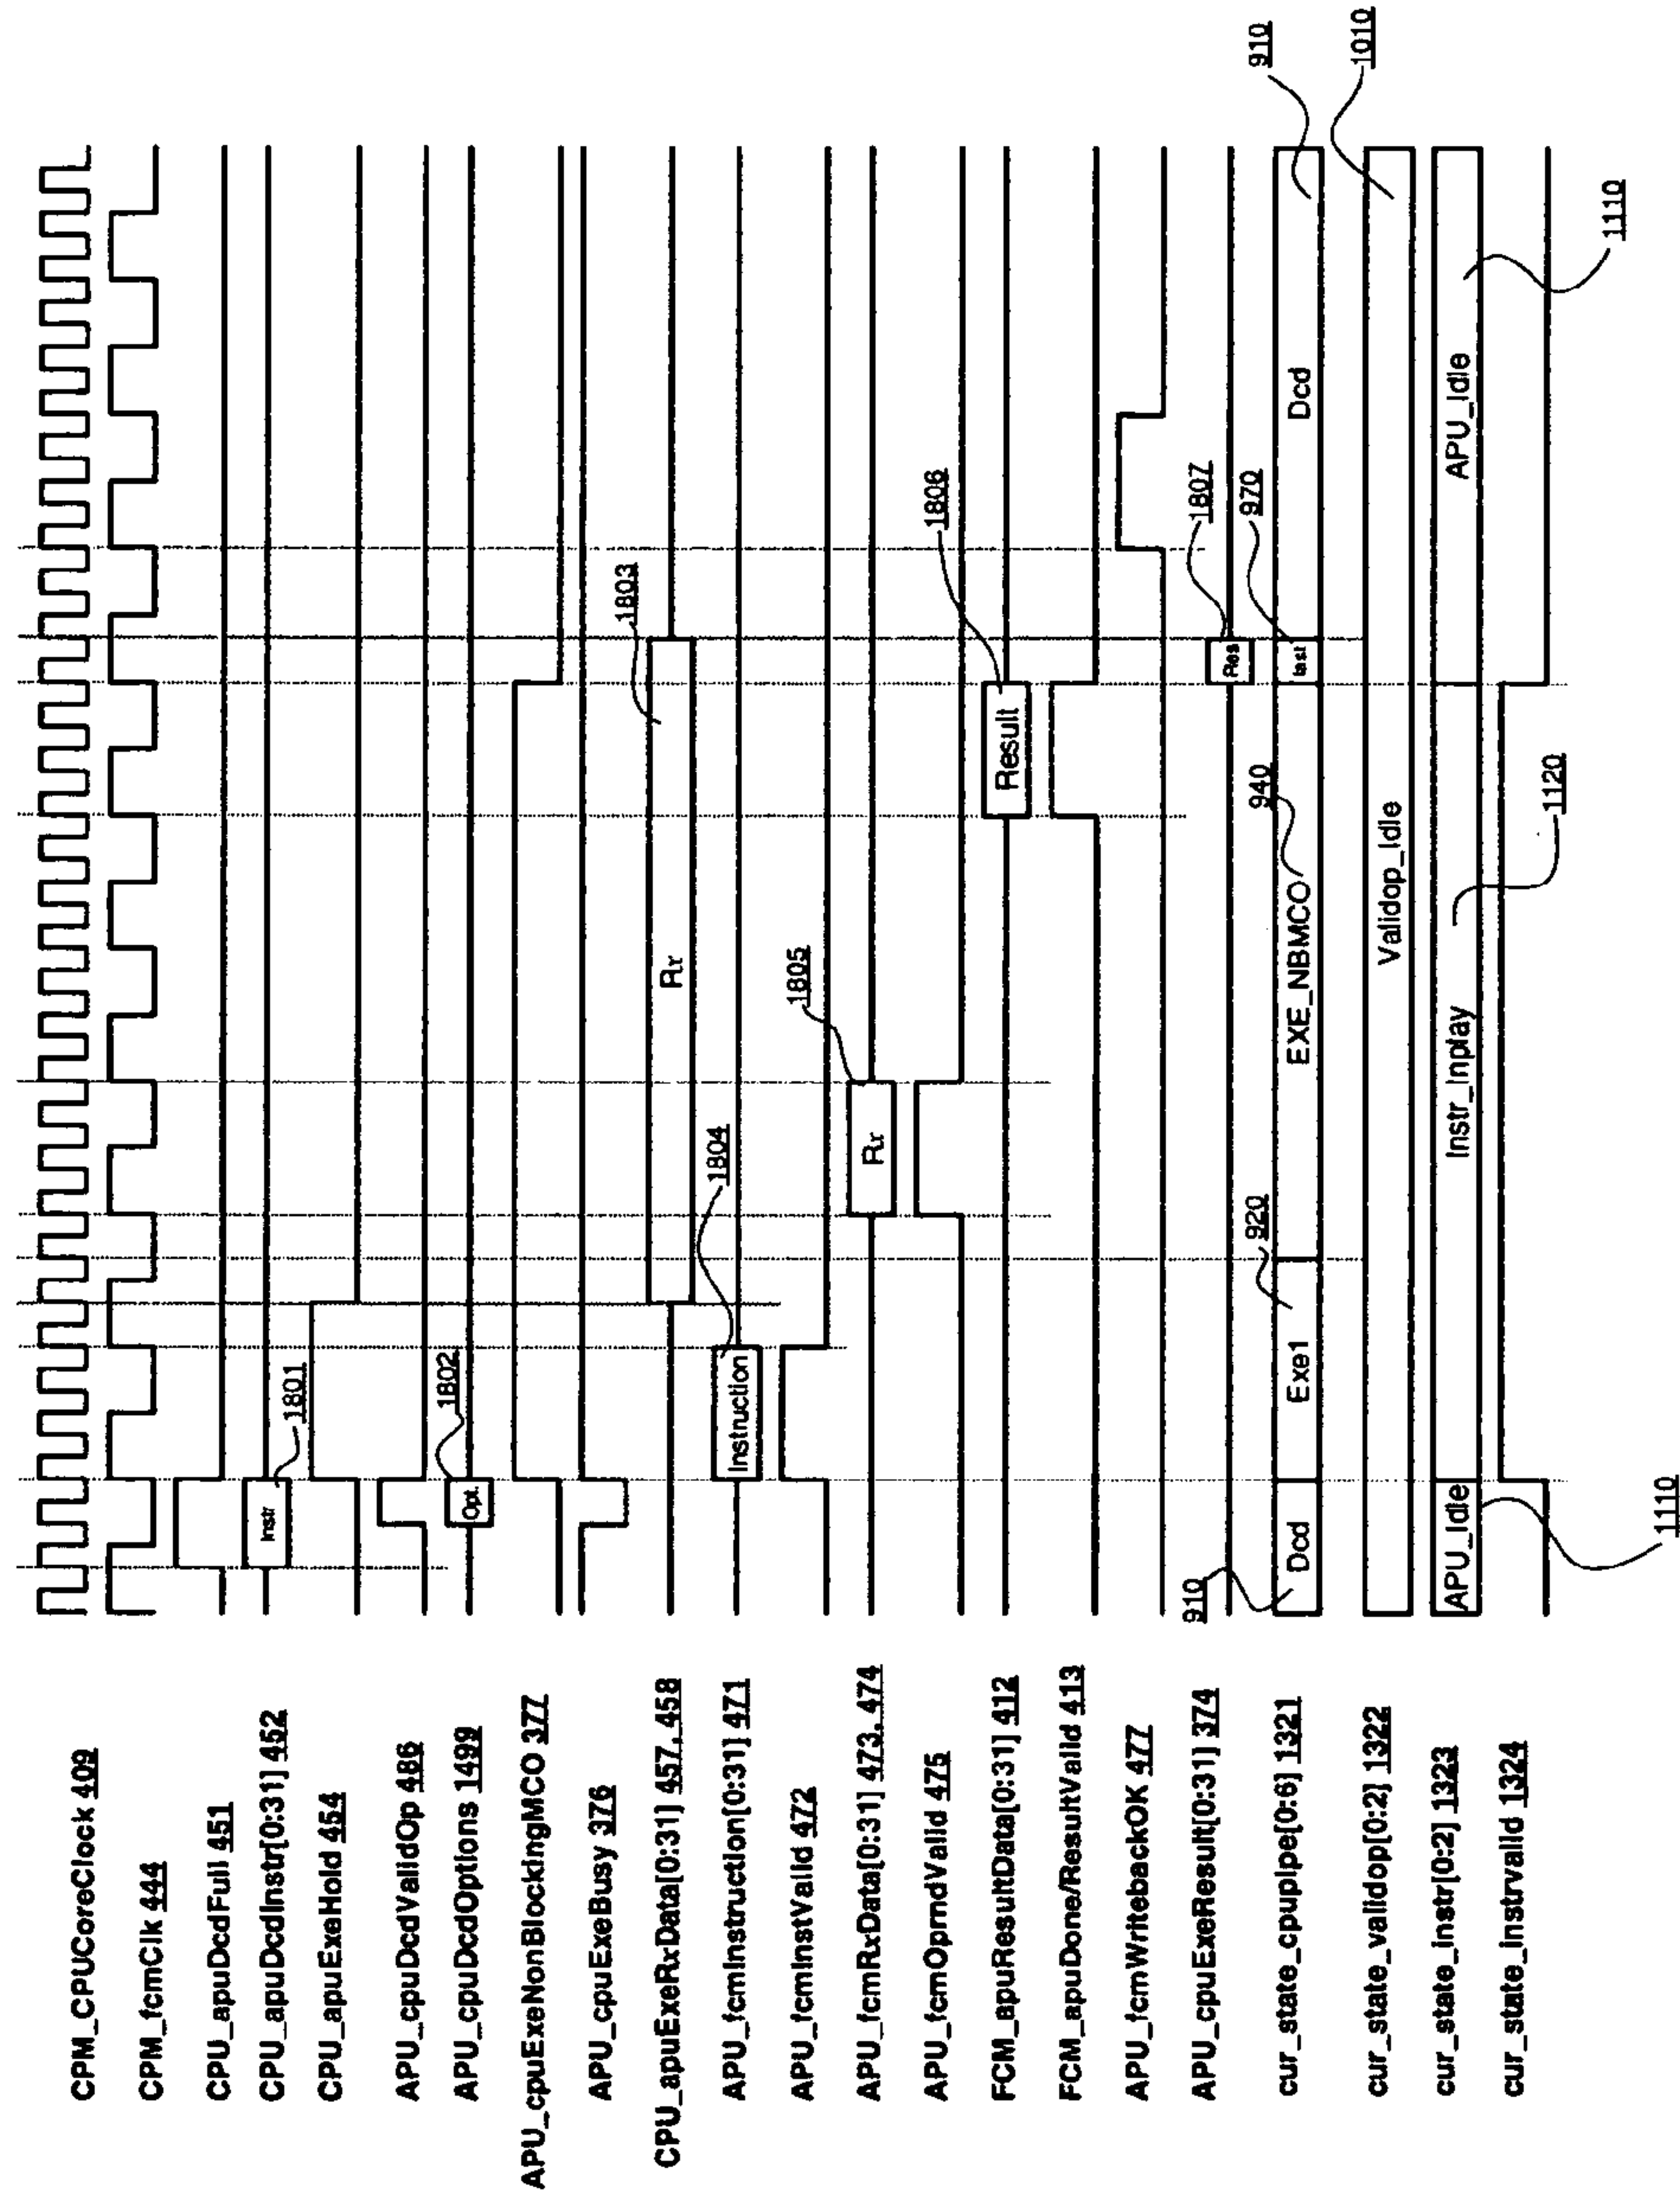 CPM_CPUCoreClock 409
CPM_fcmClk 444
CPU_apuDcdFull 451
CPU_apuDcdInstr[0:31] 452
Instr
1801
CPU_apuExeHold 454
APU_cpuDcdValidOp 486
APU_cpuDcdOptions 1499
Opt.
1802
APU_cpuExeNonBlockingMCO 377
APU_cpuExeBusy 376
CPU_apuExeRxData[0:31] 457, 458
Rx
1803
APU_fcmInstruction[0:31] 471
Instruction
1804
APU_fcmInstValid 472
APU_fcmRxData[0:31] 473, 474
Rx
1805
APU_fcmOprndValid 475
FCM_apuResultData[0:31] 412
Result
1806
FCM_apuDone/ResultValid 413
APU_fcmWritebackOK 477
APU_cpuExeResult[0:31] 374
Res
1807
cur_state_cpupipe[0:6] 1321
910
Dcd
Exe1
920
EXE_NBMCO
940
last
970
Dcd
910
cur_state_validop[0:2] 1322
Validop_Idle
1010
cur_state_instr[0:2] 1323
APU_Idle
1110
Instr_Inplay
1120
APU_Idle
1110
cur_state_instrvalid 1324